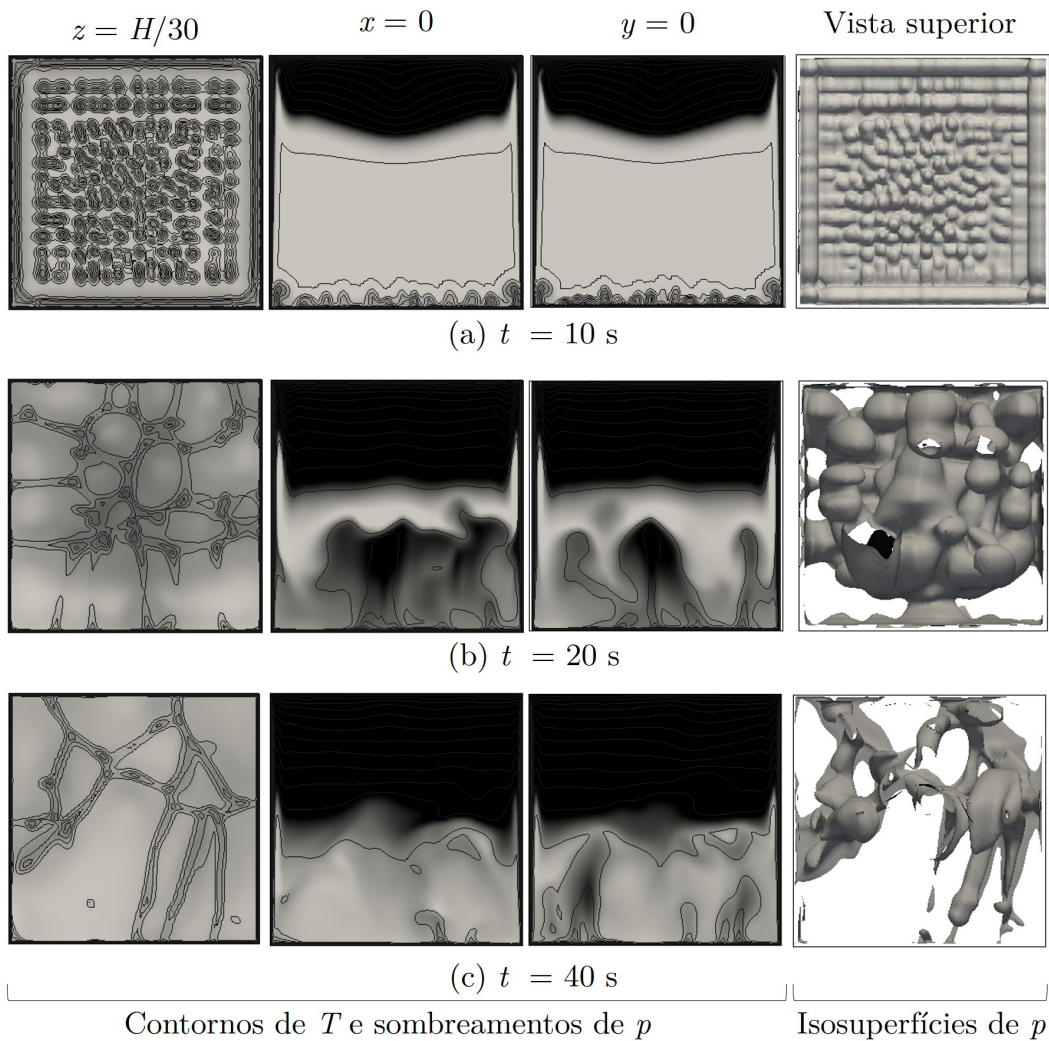 z = H/30 x = 0 y = 0 Vista superior
(a) t = 10 s
(b) t = 20 s
(c) t = 40 s
Contornos de T e sombreamentos de p Isosuperfícies de p